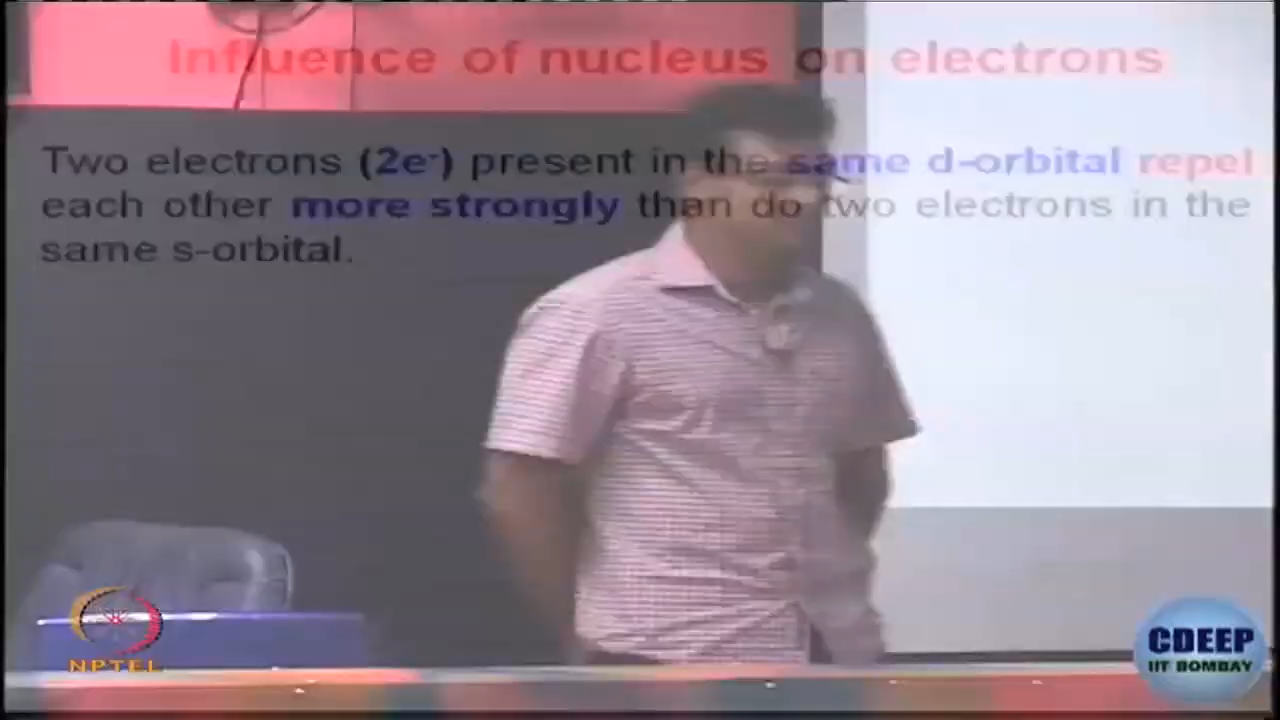 Influence of nucleus on electrons
Two electrons (2e-) present in the same d-orbital repel
each other more strongly than do two electrons in the
same s-orbital.
NPTEL
CDEEP
IIT BOMBAY